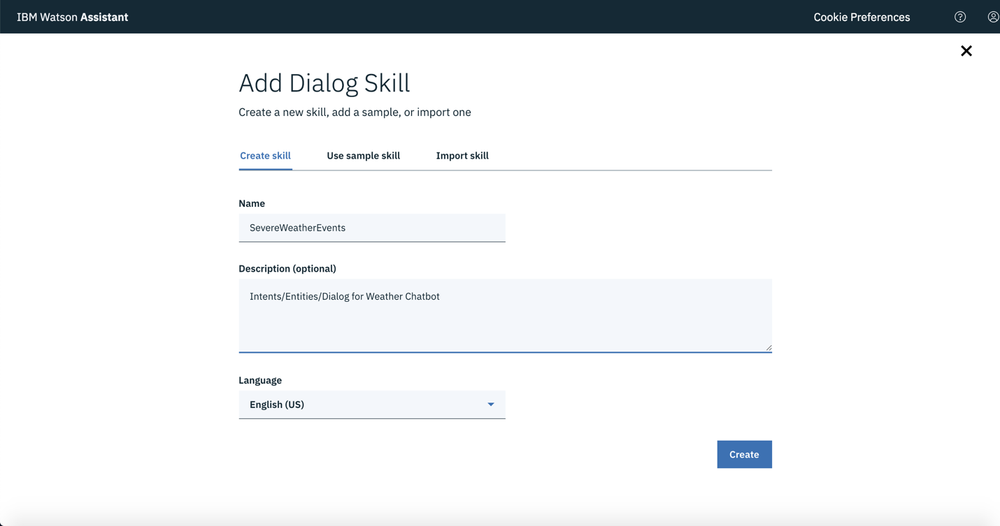 IBM Watson Assistant
Cookie Preferences
Add Dialog Skill
Create a new skill, add a sample, or import one
Create skill
Use sample skill
Import skill
Name
SevereWeatherEvents
Description (optional)
Intents/Entities/Dialog for Weather Chatbot
Language
English (US)
Create